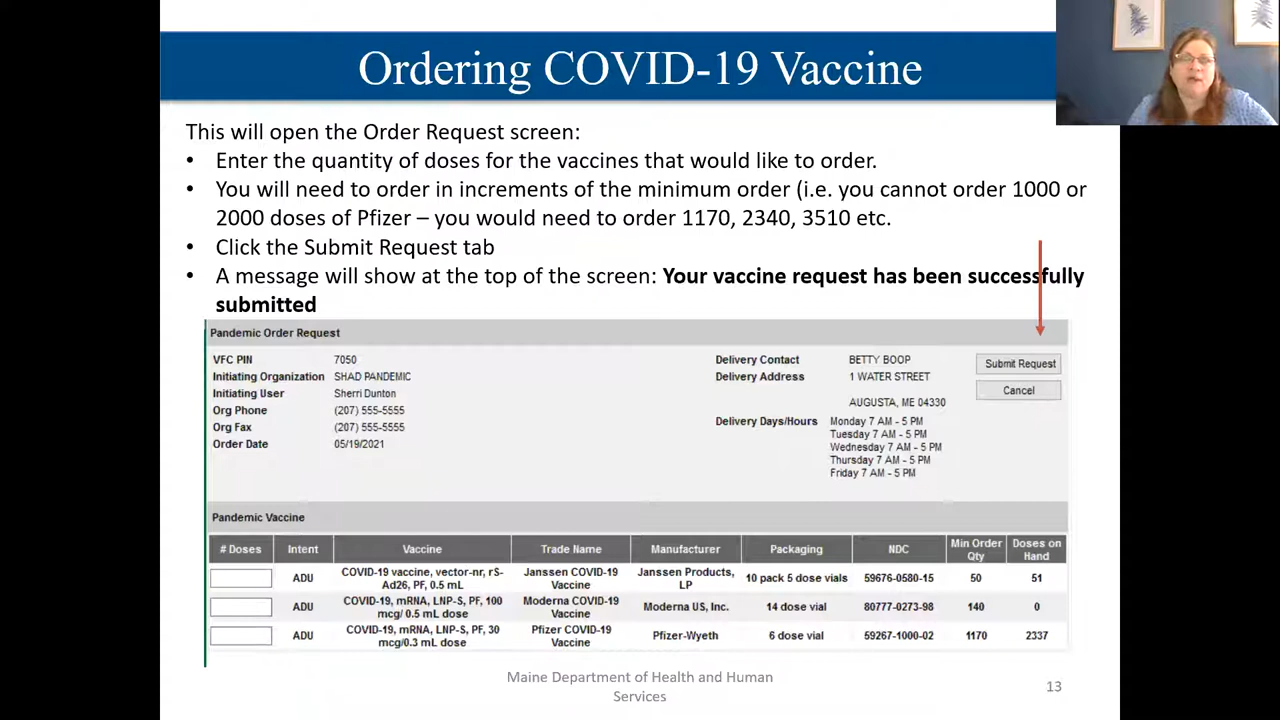 Ordering COVID-19 Vaccine
This will open the Order Request screen:
• Enter the quantity of doses for the vaccines that would like to order.
• You will need to order in increments of the minimum order (i.e. you cannot order 1000 or
2000 doses of Pfizer – you would need to order 1170, 2340, 3510 etc.
• Click the Submit Request tab
• A message will show at the top of the screen: Your vaccine request has been successfully
submitted
Pandemic Order Request
VFC PIN 7050
Initiating Organization SHAD PANDEMIC
Initiating User Sherri Dunton
Org Phone (207) 555-5555
Org Fax (207) 555-5555
Order Date 05/19/2021
Delivery Contact BETTY BOOP
Delivery Address 1 WATER STREET
AUGUSTA, ME 04330
Delivery Days/Hours Monday 7 AM - 5 PM
Tuesday 7 AM - 5 PM
Wednesday 7 AM - 5 PM
Thursday 7 AM - 5 PM
Friday 7 AM - 5 PM
Submit Request
Cancel
Pandemic Vaccine
# Doses Intent Vaccine Trade Name Manufacturer Packaging NDC Min Order Qty Doses on Hand
ADU COVID-19 vaccine, vector-nr, rS-Ad26, PF, 0.5 mL Janssen COVID-19 Vaccine Janssen Products, LP 10 pack 5 dose vials 59676-0580-15 50 51
ADU COVID-19, mRNA, LNP-S, PF, 100 mcg/ 0.5 mL dose Moderna COVID-19 Vaccine Moderna US, Inc. 14 dose vial 80777-0273-98 140 0
ADU COVID-19, mRNA, LNP-S, PF, 30 mcg/0.3 mL dose Pfizer COVID-19 Vaccine Pfizer-Wyeth 6 dose vial 59267-1000-02 1170 2337
Maine Department of Health and Human
Services
13